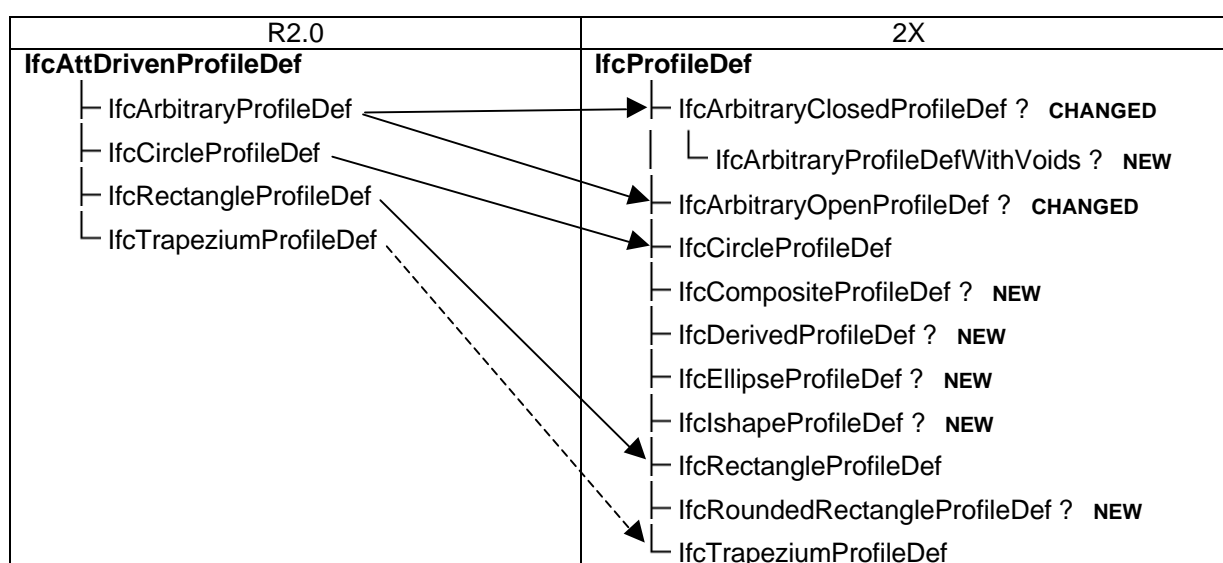 R2.0
IfcAttDrivenProfileDef
IfcArbitraryProfileDef
IfcCircleProfileDef
IfcRectangleProfileDef
IfcTrapeziumProfileDef
2X
IfcProfileDef
IfcArbitraryClosedProfileDef ? CHANGED
IfcArbitraryProfileDefWithVoids ? NEW
IfcArbitraryOpenProfileDef ? CHANGED
IfcCircleProfileDef
IfcCompositeProfileDef ? NEW
IfcDerivedProfileDef ? NEW
IfcEllipseProfileDef ? NEW
IfcIshapeProfileDef ? NEW
IfcRectangleProfileDef
IfcRoundedRectangleProfileDef ? NEW
IfcTrapeziumProfileDef